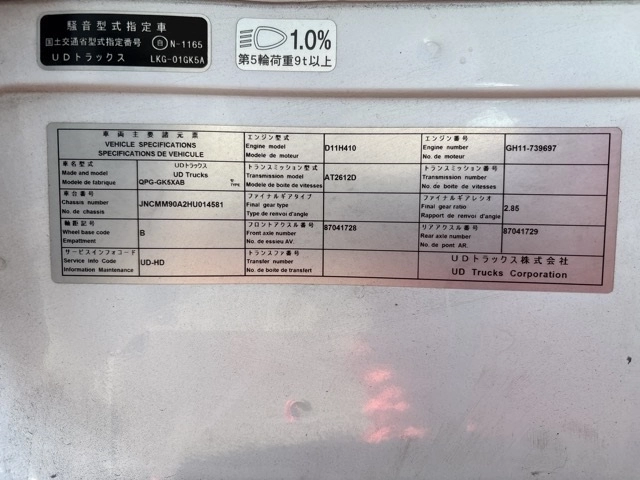 騒音型式指定車
国土交通省型式指定番号 自 N-1165
UDトラックス LKG-01GK5A
1.0%
第5輪荷重9t以上
車両主要諸元票
VEHICLE SPECIFICATIONS
SPECIFICATIONS DE VEHICULE
エンジン型式
Engine model
Modele de moteur
D11H410
エンジン番号
Engine number
No. de moteur
GH11-739697
車名型式
Made and model
Modele de fabrique
UDトラックス
UD Trucks
QPG-GK5XAB
TYPE
トランスミッション型式
Transmission model
Modele de boite de vitesses
AT2612D
トランスミッション番号
Transmission number
No. de boite de vitesses
車台番号
Chassis number
No. de chassis
JNCMM90A2HU014581
ファイナルギアタイプ
Final gear type
Type de renvoi d'angle
ファイナルギアレシオ
Final gear ratio
Rapport de renvoi d'angle
2.85
軸距記号
Wheel base code
Empattment
B
フロントアクスル番号
Front axle number
No. de essieu AV.
87041728
リヤアクスル番号
Rear axle number
No. de pont AR.
87041729
サービスインフォコード
Service info Code
Information Maintenance
UD-HD
トランスファ番号
Transfer number
No. de boite de transfert
UDトラックス株式会社
UD Trucks Corporation